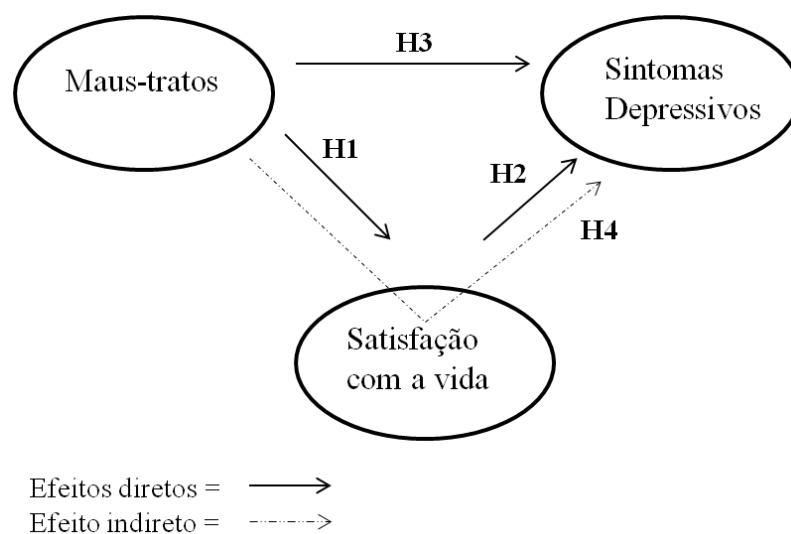 H3
Maus-tratos
Sintomas
Depressivos
H1
H2
H4
Satisfação
com a vida
Efeitos diretos =
Efeito indireto =